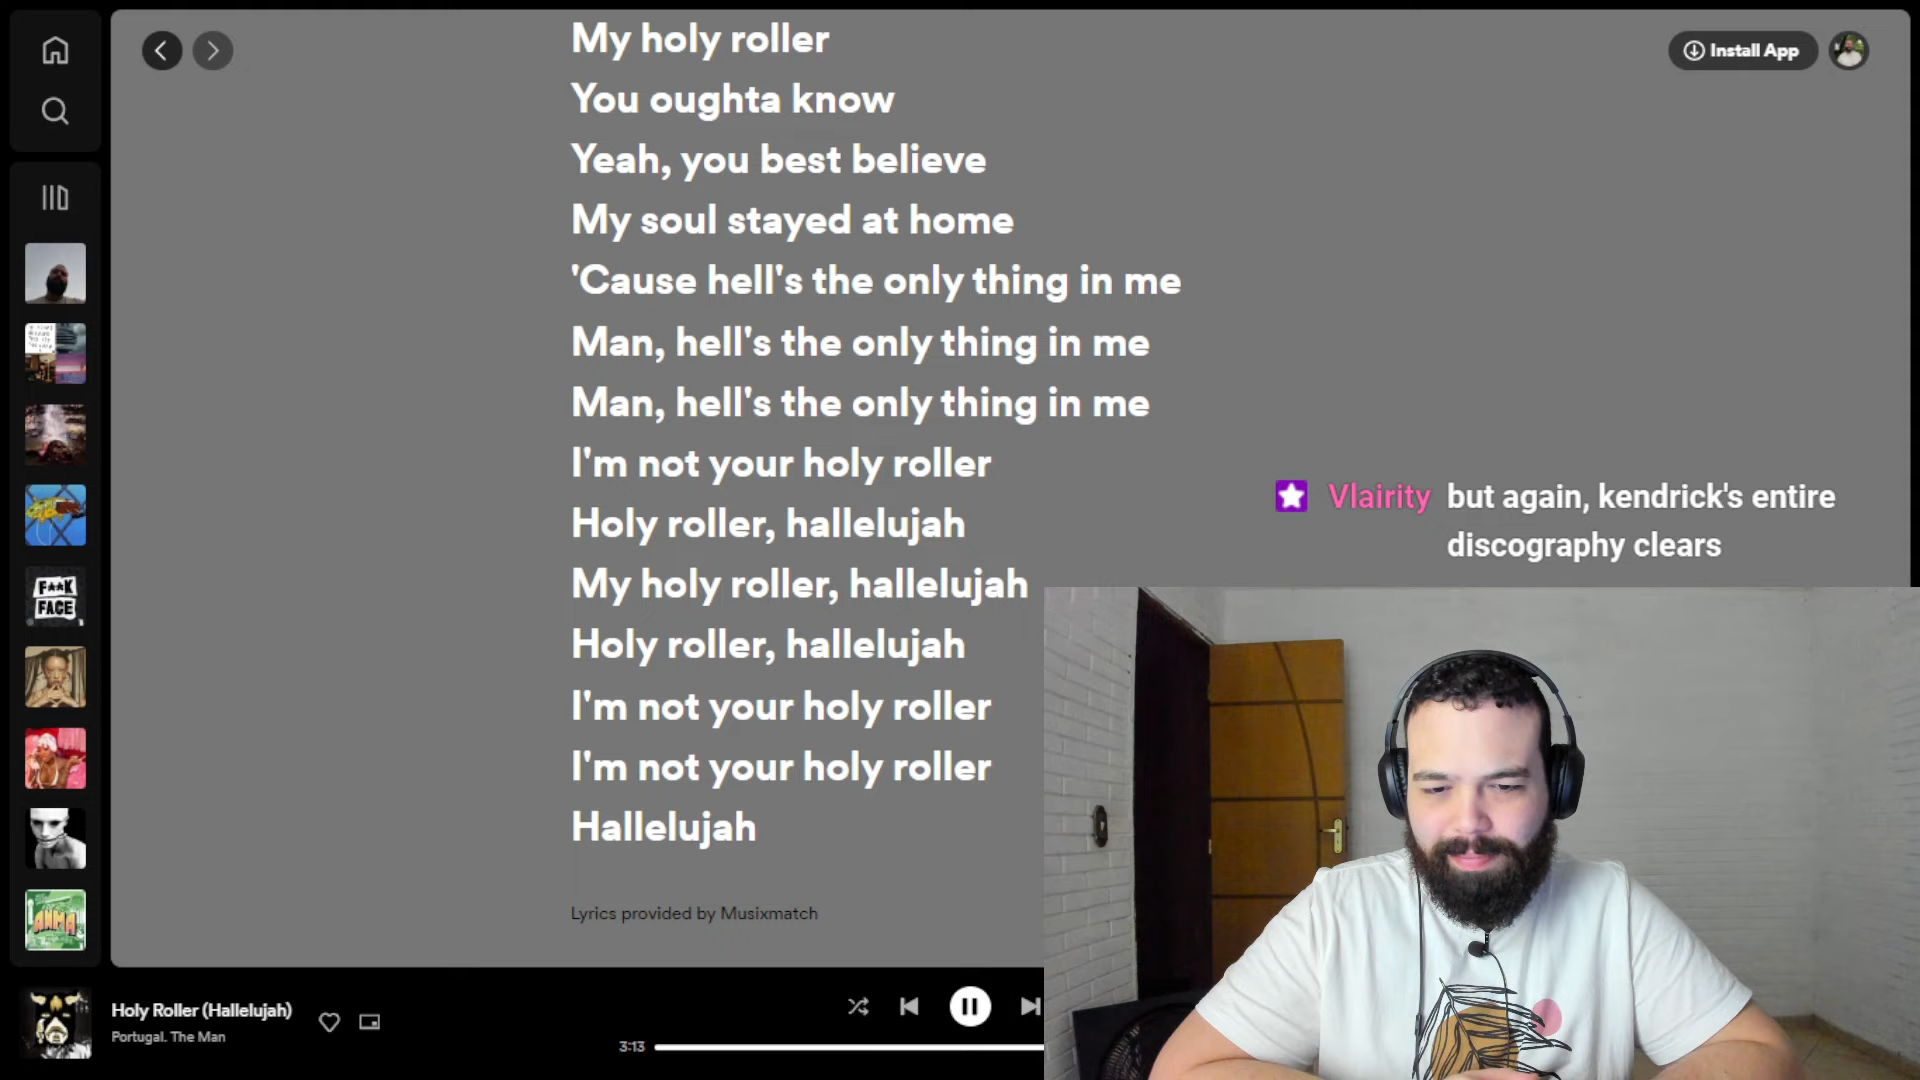 My holy roller
Install App
You oughta know
Yeah, you best believe
My soul stayed at home
'Cause hell's the only thing in me
Man, hell's the only thing in me
Man, hell's the only thing in me
I'm not your holy roller
Vlairity but again, kendrick's entire
discography clears
Holy roller, hallelujah
My holy roller, hallelujah
F**K
FACE
Holy roller, hallelujah
I'm not your holy roller
I'm not your holy roller
Hallelujah
ANMA
Lyrics provided by Musixmatch
Holy Roller (Hallelujah)
Portugal. The Man
3:13